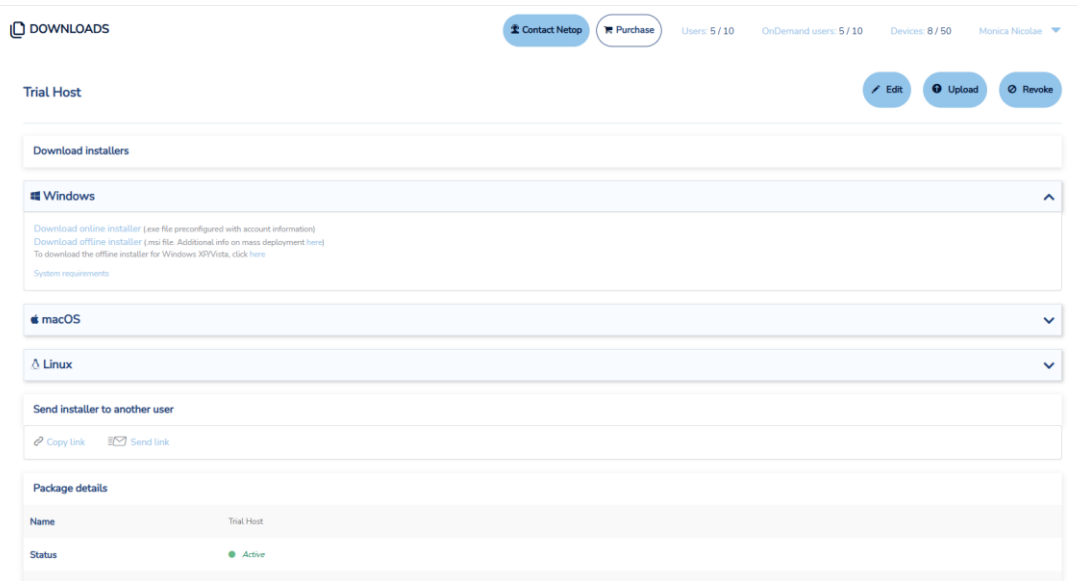 DOWNLOADS
Contact Netop
Purchase
Users: 5 / 10
OnDemand users: 5 / 10
Devices: 8 / 50
Monica Nicolae
Trial Host
Edit
Upload
Revoke
Download installers
Windows
Download online installer (.exe file preconfigured with account information)
Download offline installer (.msi file. Additional info on mass deployment here)
To download the offline installer for Windows XP/Vista, click here
System requirements
macOS
Linux
Send installer to another user
Copy link
Send link
Package details
Name
Trial Host
Status
Active